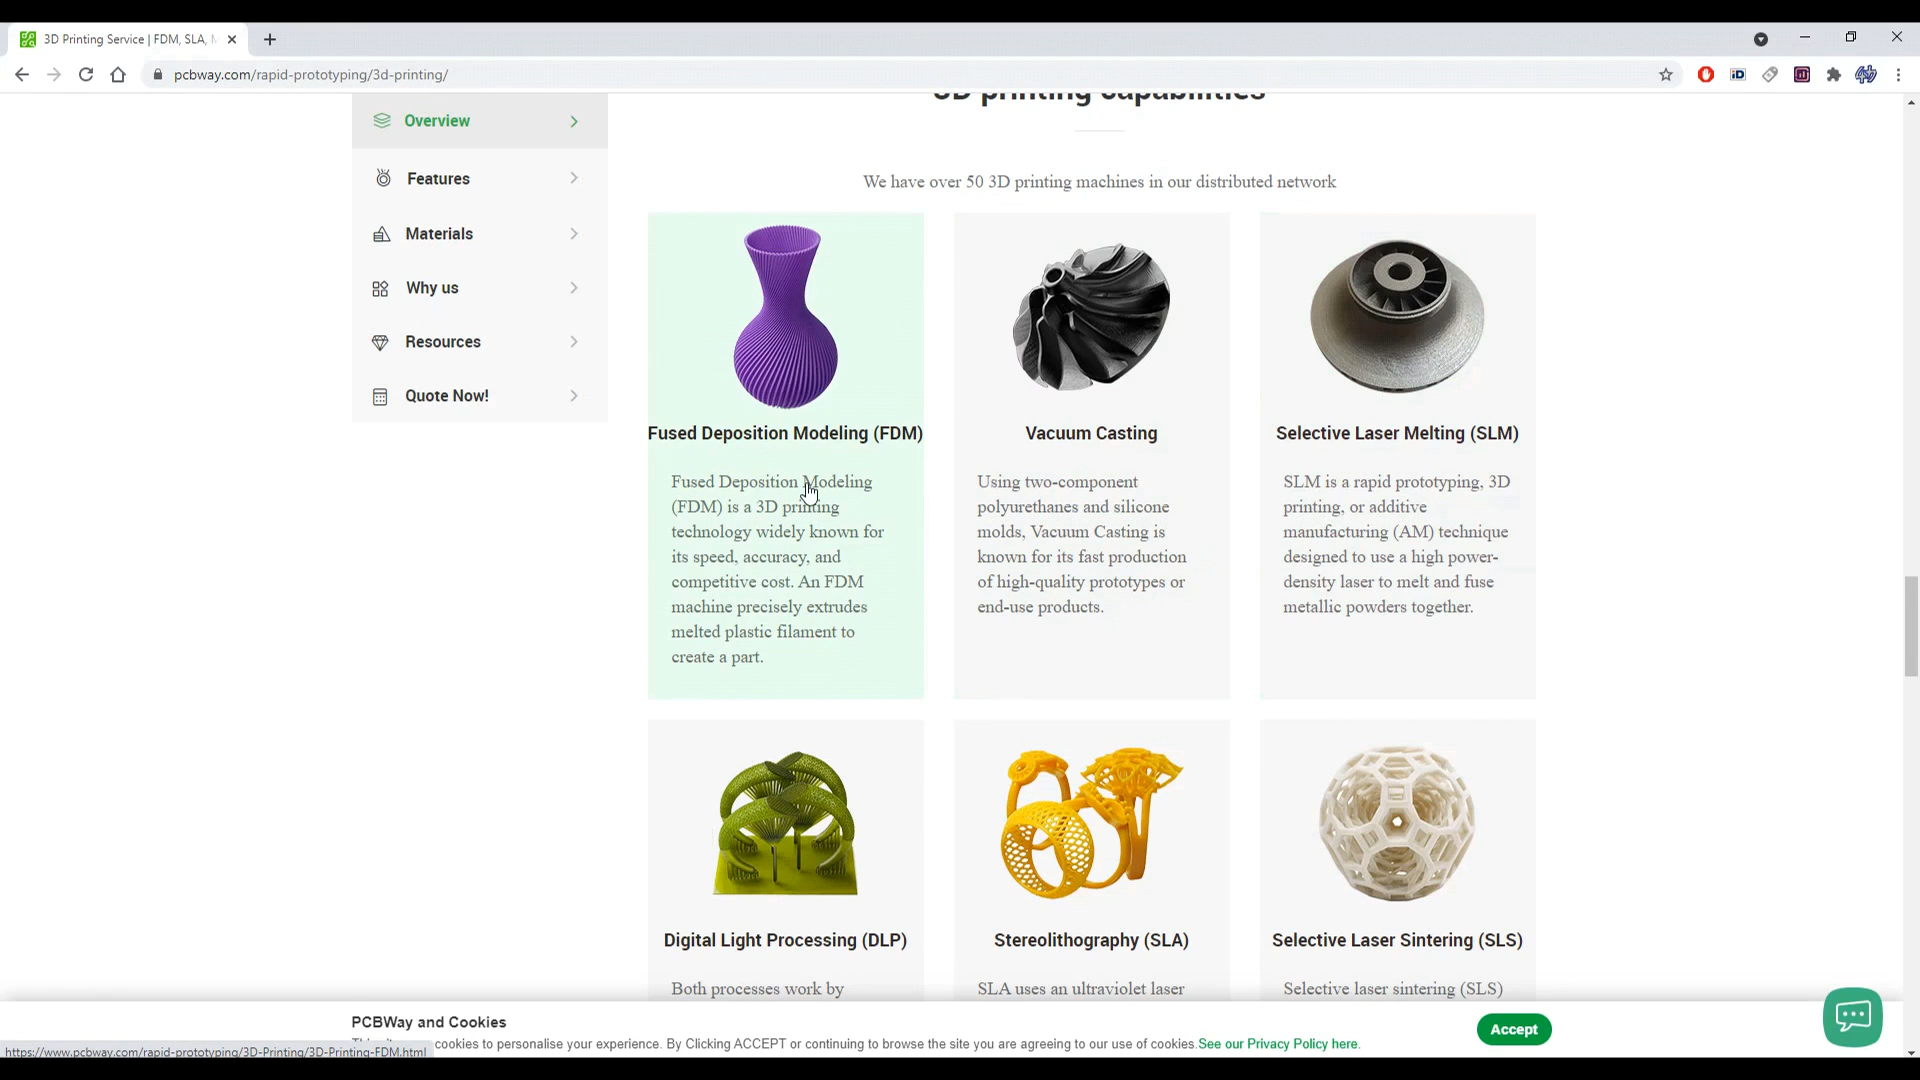 3D Printing Service | FDM, SLA,
pcbway.com/rapid-prototyping/3d-printing/
3D printing capabilities
Overview
Features
Materials
Why us
Resources
Quote Now!
We have over 50 3D printing machines in our distributed network
Fused Deposition Modeling (FDM)
Fused Deposition Modeling
(FDM) is a 3D printing
technology widely known for
its speed, accuracy, and
competitive cost. An FDM
machine precisely extrudes
melted plastic filament to
create a part.
Vacuum Casting
Using two-component
polyurethanes and silicone
molds, Vacuum Casting is
known for its fast production
of high-quality prototypes or
end-use products.
Selective Laser Melting (SLM)
SLM is a rapid prototyping, 3D
printing, or additive
manufacturing (AM) technique
designed to use a high power-
density laser to melt and fuse
metallic powders together.
Digital Light Processing (DLP)
Both processes work by
Stereolithography (SLA)
SLA uses an ultraviolet laser
Selective Laser Sintering (SLS)
Selective laser sintering (SLS)
PCBWay and Cookies
cookies to personalise your experience. By Clicking ACCEPT or continuing to browse the site you are agreeing to our use of cookies.See our Privacy Policy here.
Accept
https://www.pcbway.com/rapid-prototyping/3D-Printing/3D-Printing-FDM.html